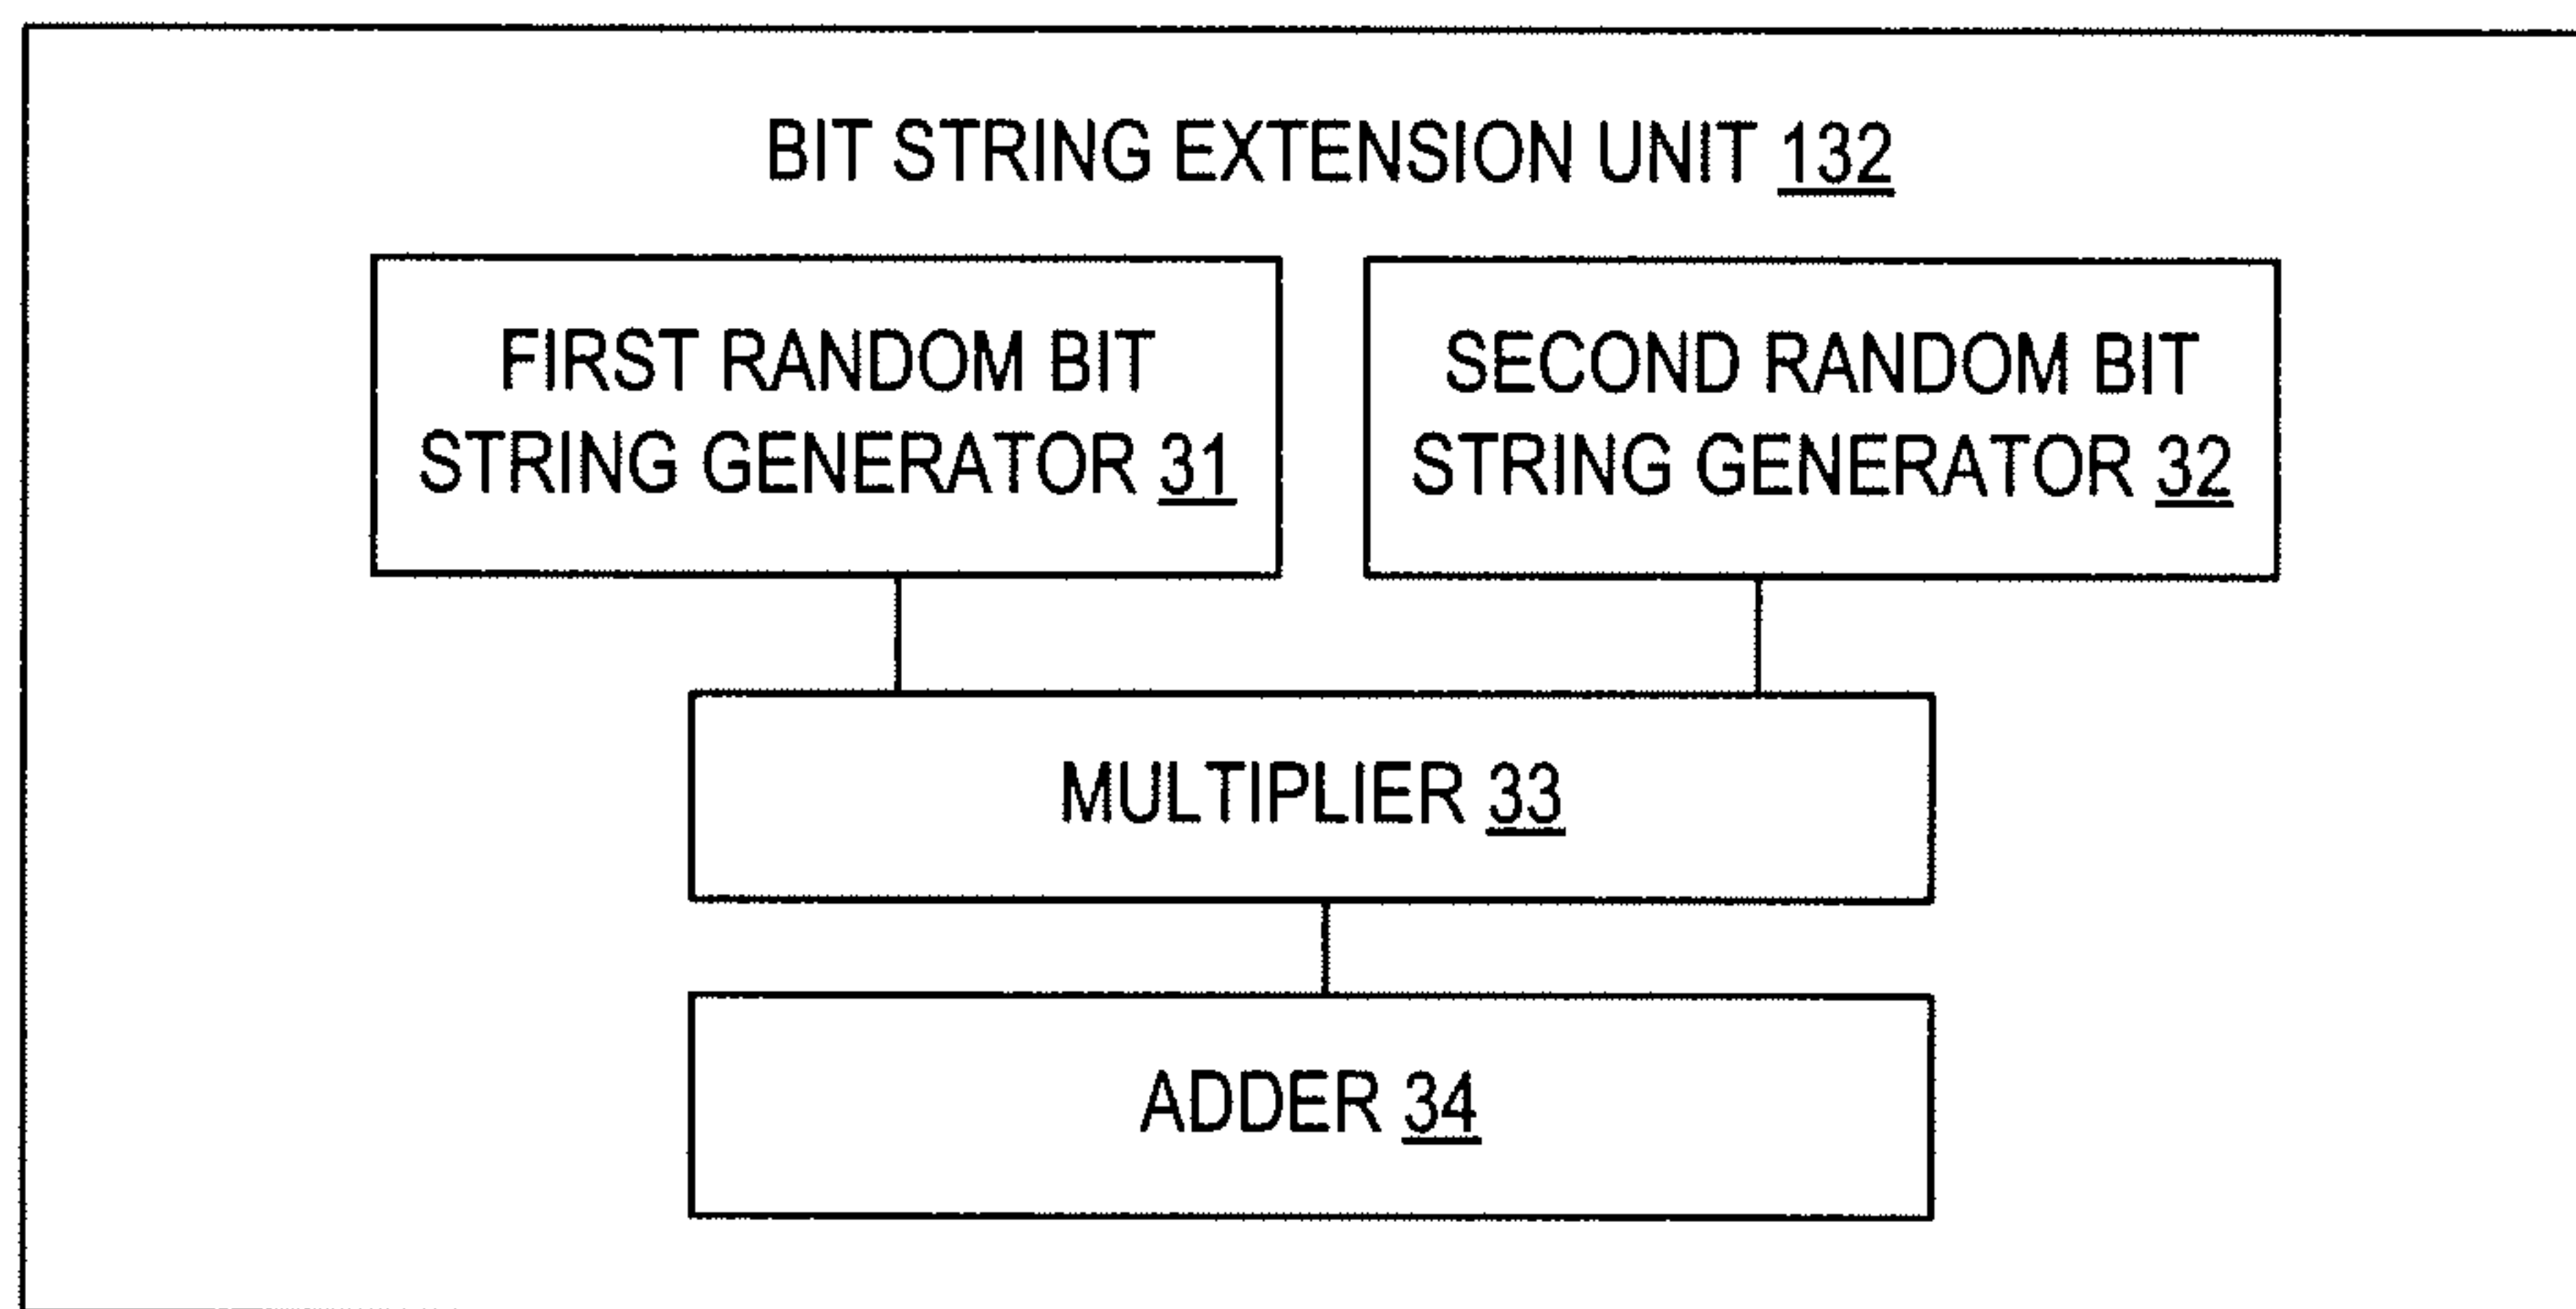 BIT STRING EXTENSION UNIT 132
FIRST RANDOM BIT
STRING GENERATOR 31
SECOND RANDOM BIT
STRING GENERATOR 32
MULTIPLIER 33
ADDER 34